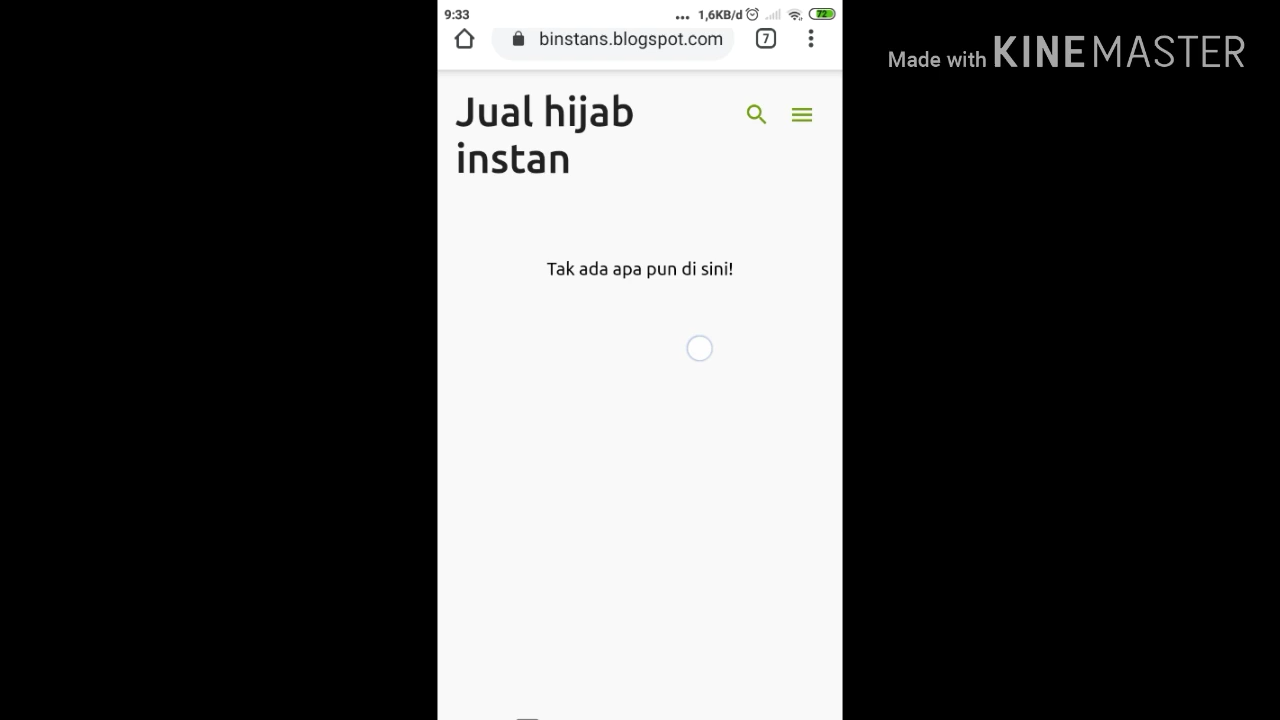 9:33
... 1,6KB/d 72
binstans.blogspot.com 7
Made with KINEMASTER
Jual hijab
instan
Tak ada apa pun di sini!